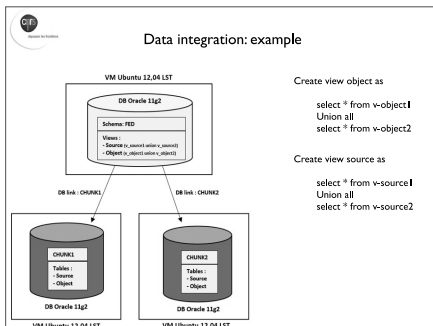 cnrs
Data integration: example
VM Ubuntu 12,04 LST
DB Oracle 11g2
Schema: FED
Views :
- Source (v_source1 union v_source2)
- Object (v_object1 union v_object2)
DB link : CHUNK1
DB link : CHUNK2
CHUNK1
Tables :
- Source
- Object
DB Oracle 11g2
VM Ubuntu 12,04 LST
CHUNK2
Tables :
- Source
- Object
DB Oracle 11g2
VM Ubuntu 12,04 LST
Create view object as
select * from v-object1
Union all
select * from v-object2
Create view source as
select * from v-source1
Union all
select * from v-source2